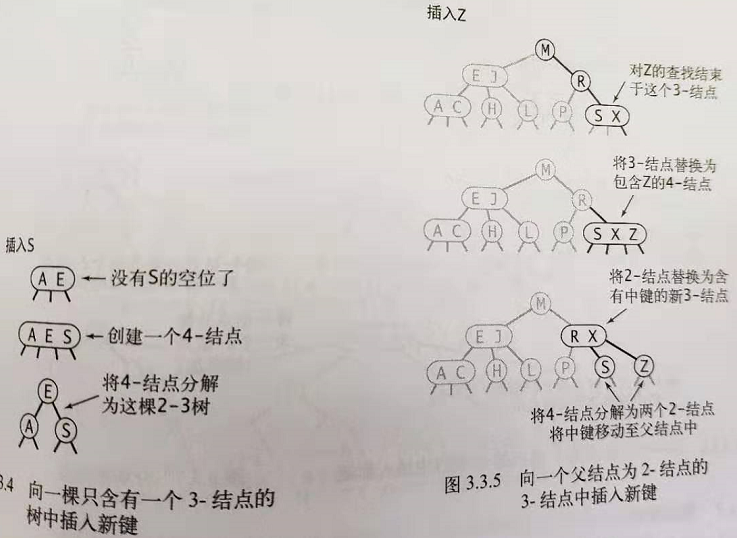 插入S
A E
没有S的空位了
A E S
创建一个4-结点
E
A S
将4-结点分解
为这棵2-3树
3.4 向一棵只含有一个 3- 结点的
树中插入新键
插入Z
M
E J R
A C H L P S X
对Z的查找结束
于这个3-结点
M
E J R
A C H L P S X Z
将3-结点替换为
包含Z的4-结点
M
E J R X
A C H L P S Z
将2-结点替换为含
有中键的新3-结点
将4-结点分解为两个2-结点
将中键移动至父结点中
图 3.3.5 向一个父结点为 2- 结点的
3- 结点中插入新键